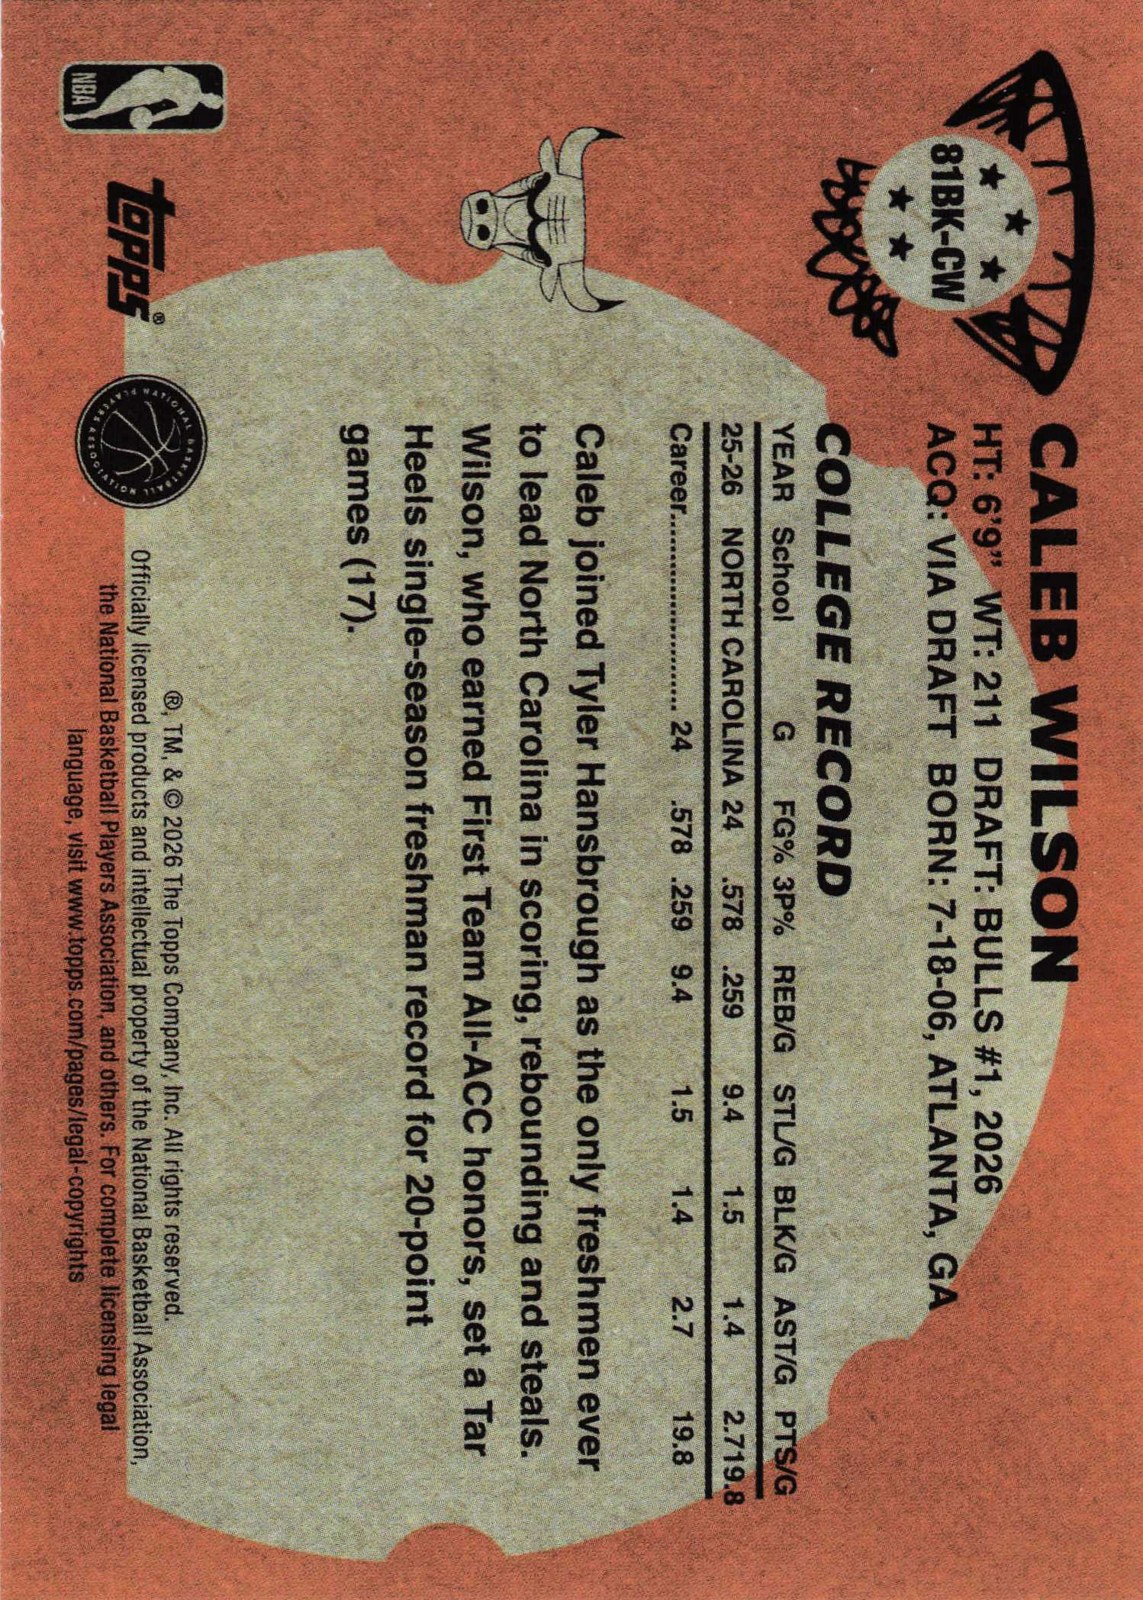 81BK-CW
CALEB WILSON
HT: 6'9" WT: 211 DRAFT: BULLS #1, 2026
ACQ: VIA DRAFT BORN: 7-18-06, ATLANTA, GA
COLLEGE RECORD
YEAR School G FG% 3P% REB/G STL/G BLK/G AST/G PTS/G
25-26 NORTH CAROLINA 24 .578 .259 9.4 1.5 1.4 2.719.8
Career........................ 24 .578 .259 9.4 1.5 1.4 2.7 19.8
Caleb joined Tyler Hansbrough as the only freshmen ever
to lead North Carolina in scoring, rebounding and steals.
Wilson, who earned First Team All-ACC honors, set a Tar
Heels single-season freshman record for 20-point
games (17).
NBA
topps®
NATIONAL BASKETBALL PLAYERS ASSOCIATION
®, TM, & © 2026 The Topps Company, Inc. All rights reserved.
Officially licensed products and intellectual property of the National Basketball Association,
the National Basketball Players Association, and others. For complete licensing legal
language, visit www.topps.com/pages/legal-copyrights